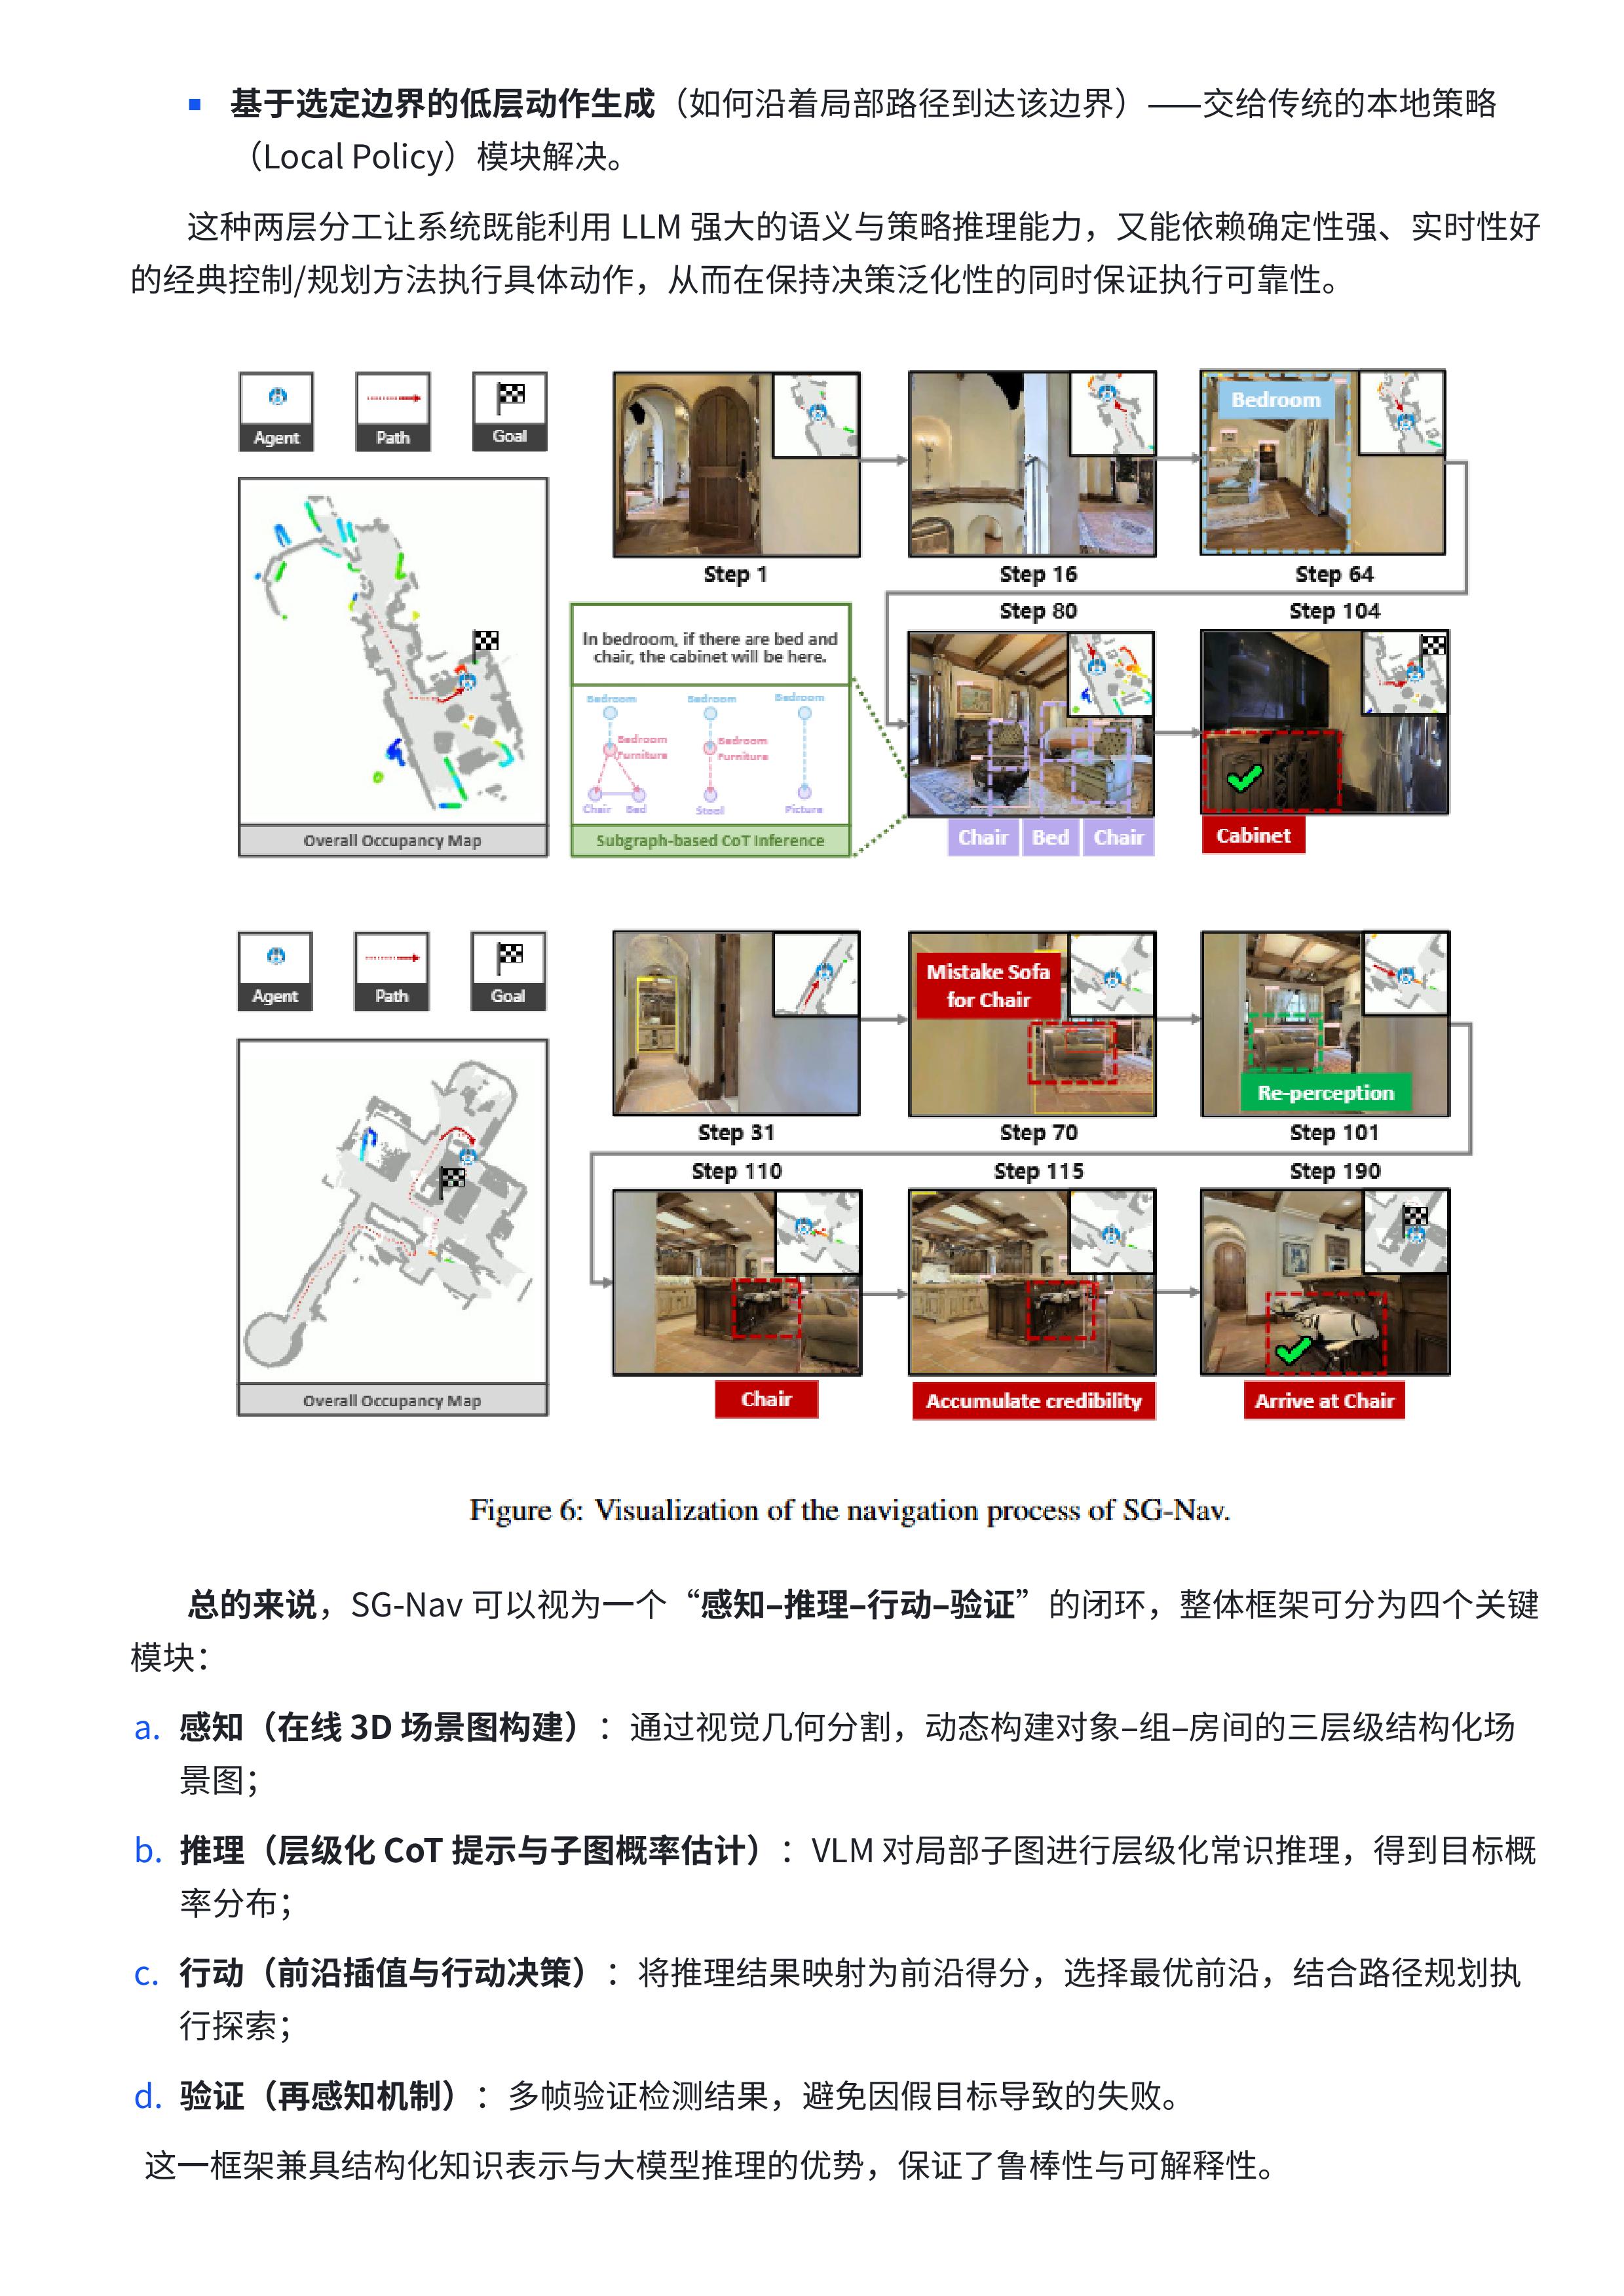 ▪ 基于选定边界的低层动作生成（如何沿着局部路径到达该边界）——交给传统的本地策略
（Local Policy）模块解决。
这种两层分工让系统既能利用 LLM 强大的语义与策略推理能力，又能依赖确定性强、实时性好
的经典控制/规划方法执行具体动作，从而在保持决策泛化性的同时保证执行可靠性。
Agent
Path
Goal
Overall Occupancy Map
Step 1
Step 16
Bedroom
Step 64
Step 80
Step 104
In bedroom, if there are bed and
chair, the cabinet will be here.
Bedroom
Bedroom
Bedroom
Bedroom
Furniture
Bedroom
Furniture
Chair
Bed
Stool
Picture
Subgraph-based CoT Inference
Chair
Bed
Chair
Cabinet
Agent
Path
Goal
Overall Occupancy Map
Mistake Sofa
for Chair
Re-perception
Step 31
Step 70
Step 101
Step 110
Step 115
Step 190
Chair
Accumulate credibility
Arrive at Chair
Figure 6: Visualization of the navigation process of SG-Nav.
总的来说，SG-Nav 可以视为一个“感知–推理–行动–验证”的闭环，整体框架可分为四个关键
模块：
a. 感知（在线 3D 场景图构建）：通过视觉几何分割，动态构建对象–组–房间的三层级结构化场
景图；
b. 推理（层级化 CoT 提示与子图概率估计）：VLM 对局部子图进行层级化常识推理，得到目标概
率分布；
c. 行动（前沿插值与行动决策）：将推理结果映射为前沿得分，选择最优前沿，结合路径规划执
行探索；
d. 验证（再感知机制）：多帧验证检测结果，避免因假目标导致的失败。
这一框架兼具结构化知识表示与大模型推理的优势，保证了鲁棒性与可解释性。